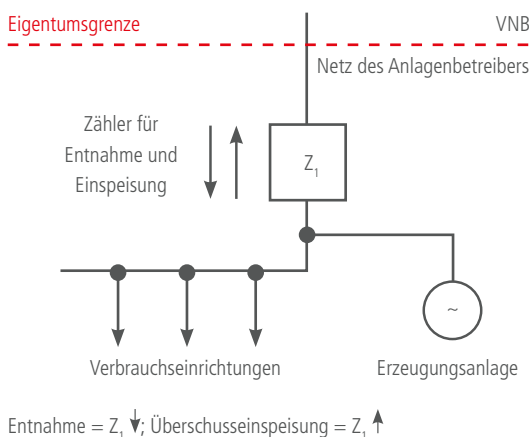 Eigentumsgrenze VNB
Netz des Anlagenbetreibers
Zähler für
Entnahme und
Einspeisung
Z₁
~
Verbrauchseinrichtungen Erzeugungsanlage
Entnahme = Z₁ ↓; Überschusseinspeisung = Z₁ ↑